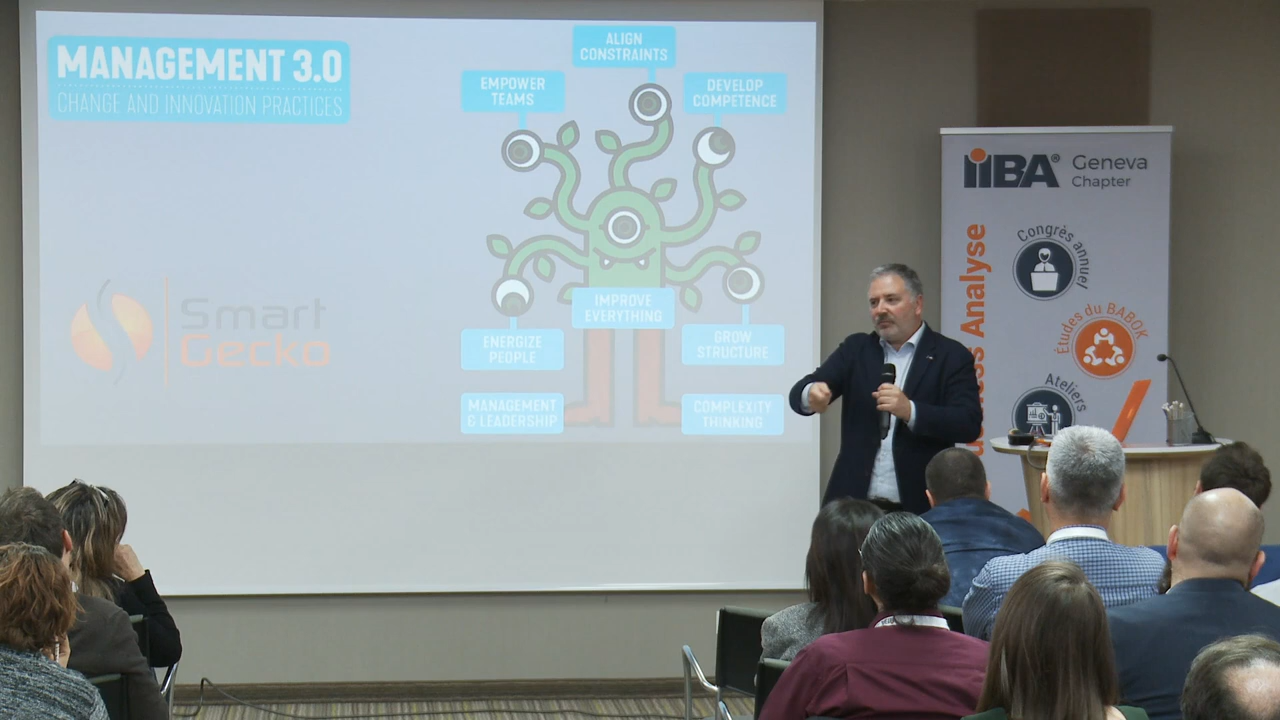 MANAGEMENT 3.0
CHANGE AND INNOVATION PRACTICES
ALIGN
CONSTRAINTS
EMPOWER
TEAMS
DEVELOP
COMPETENCE
IMPROVE
EVERYTHING
ENERGIZE
PEOPLE
GROW
STRUCTURE
MANAGEMENT
& LEADERSHIP
COMPLEXITY
THINKING
Smart
Gecko
iiBA® Geneva
Chapter
Congrès annuel
Études du BABOK
Ateliers
Analyse